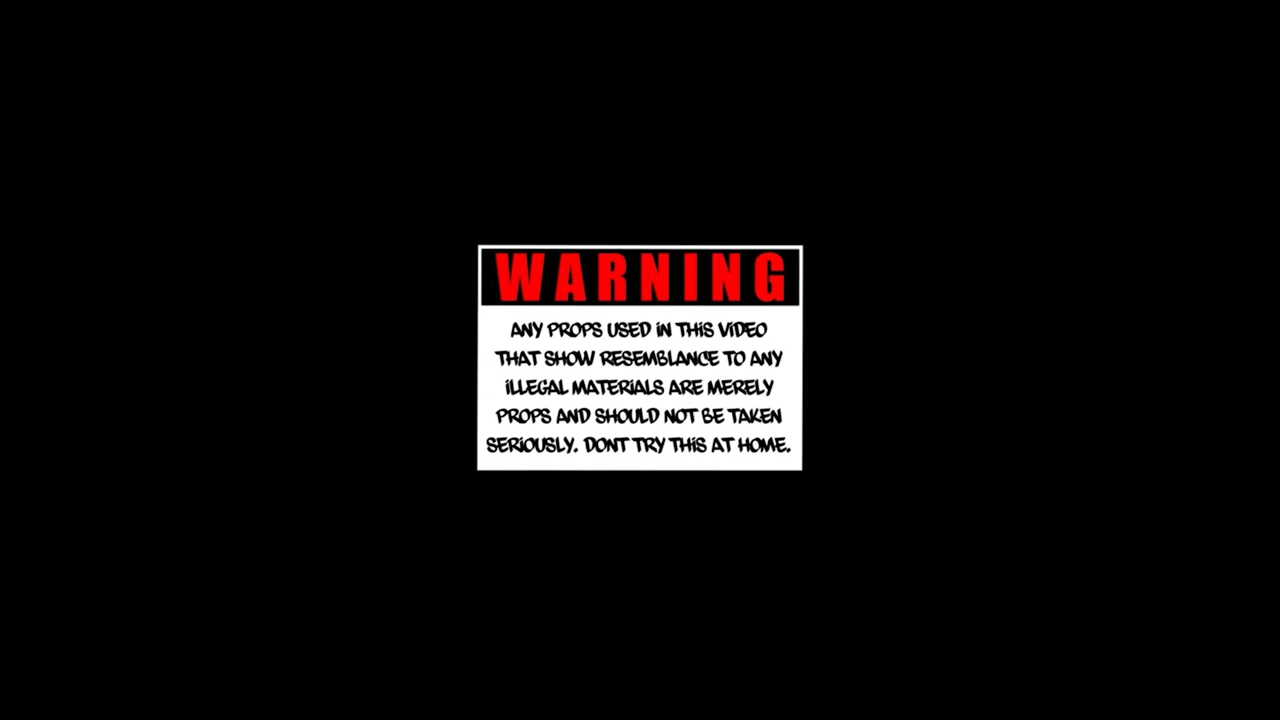 WARNING
ANY PROPS USED IN THIS VIDEO
THAT SHOW RESEMBLANCE TO ANY
ILLEGAL MATERIALS ARE MERELY
PROPS AND SHOULD NOT BE TAKEN
SERIOUSLY. DONT TRY THIS AT HOME.